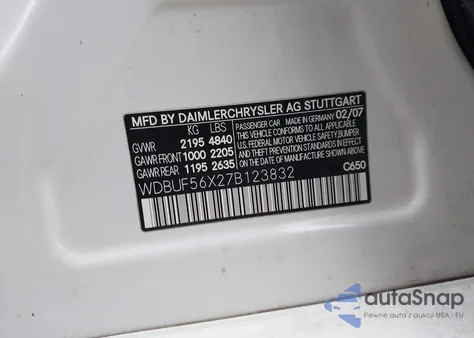 MFD BY DAIMLERCHRYSLER AG STUTTGART
KG LBS
GVWR 2195 4840
GAWR FRONT 1000 2205
GAWR REAR 1195 2635
PASSENGER CAR MADE IN GERMANY 02/07
THIS VEHICLE CONFORMS TO ALL
APPLICABLE U.S. FEDERAL MOTOR
VEHICLE SAFETY/BUMPER
AND THEFT PREVENTION STANDARDS
IN EFFECT ON THE DATE OF
MANUFACTURE SHOWN ABOVE
WDBUF56X27B123832
C650
autoSnap
Pewne auta z aukcji USA i EU